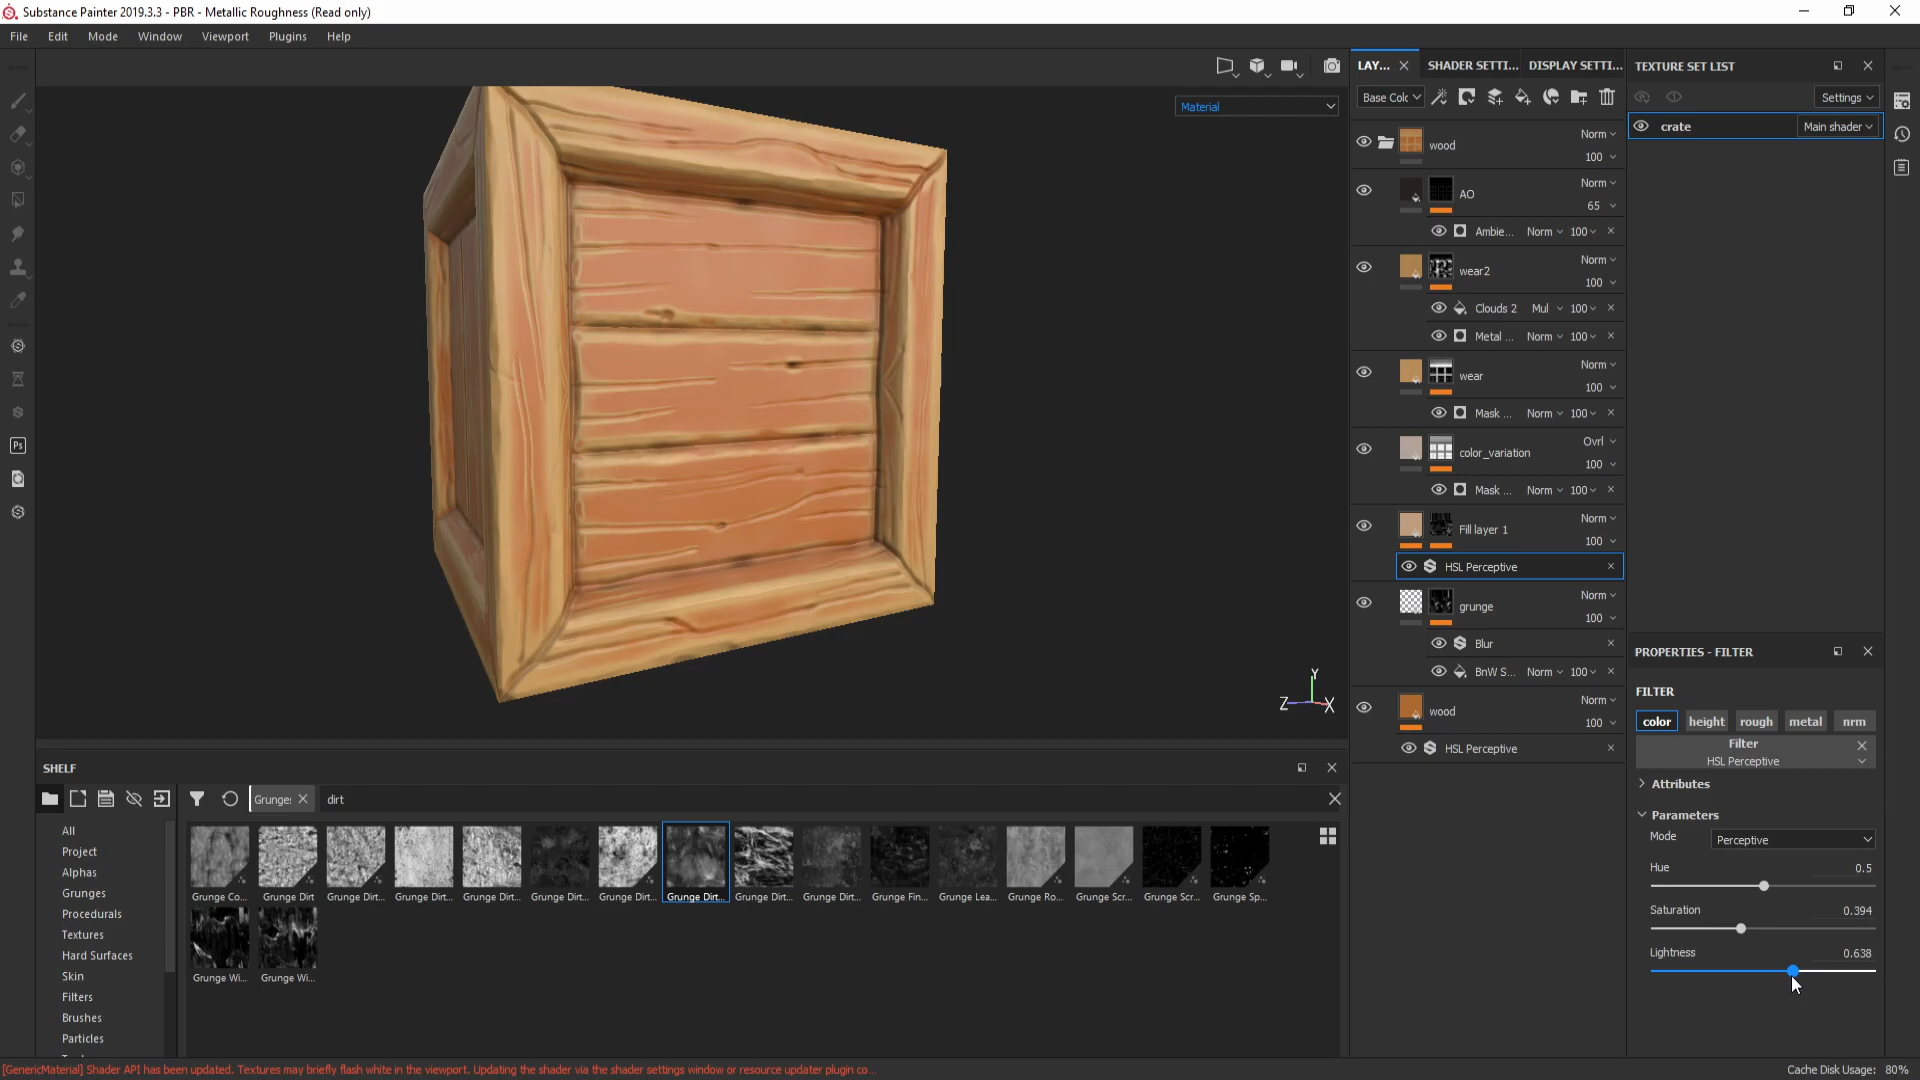 Substance Painter 2019.3.3 - PBR - Metallic Roughness (Read only)
File Edit Mode Window Viewport Plugins Help
Material
LAY... SHADER SETTI... DISPLAY SETTI...
Base Colc
wood Norm 100
AO Norm 65
Ambie... Norm 100
wear2 Norm 100
Clouds 2 Mul 100
Metal ... Norm 100
wear Norm 100
Mask ... Norm 100
color_variation Ovrl 100
Mask ... Norm 100
Fill layer 1 Norm 100
HSL Perceptive
grunge Norm 100
Blur
BnW S... Norm 100
wood Norm 100
HSL Perceptive
TEXTURE SET LIST
Settings
crate Main shader
PROPERTIES - FILTER
FILTER
color height rough metal nrm
Filter
HSL Perceptive
Attributes
Parameters
Mode Perceptive
Hue 0.5
Saturation 0.394
Lightness 0.638
Y
Z X
Ps
SHELF
Grunge: dirt
All
Project
Alphas
Grunges
Procedurals
Textures
Hard Surfaces
Skin
Filters
Brushes
Particles
Grunge Co... Grunge Dirt Grunge Dirt... Grunge Dirt... Grunge Dirt... Grunge Dirt... Grunge Dirt... Grunge Dirt... Grunge Dirt... Grunge Dirt... Grunge Fin... Grunge Lea... Grunge Ro... Grunge Scr... Grunge Scr... Grunge Sp...
Grunge Wi... Grunge Wi...
[GenericMaterial] Shader API has been updated. Textures may briefly flash white in the viewport. Updating the shader via the shader settings window or resource updater plugin co...
Cache Disk Usage: 80%